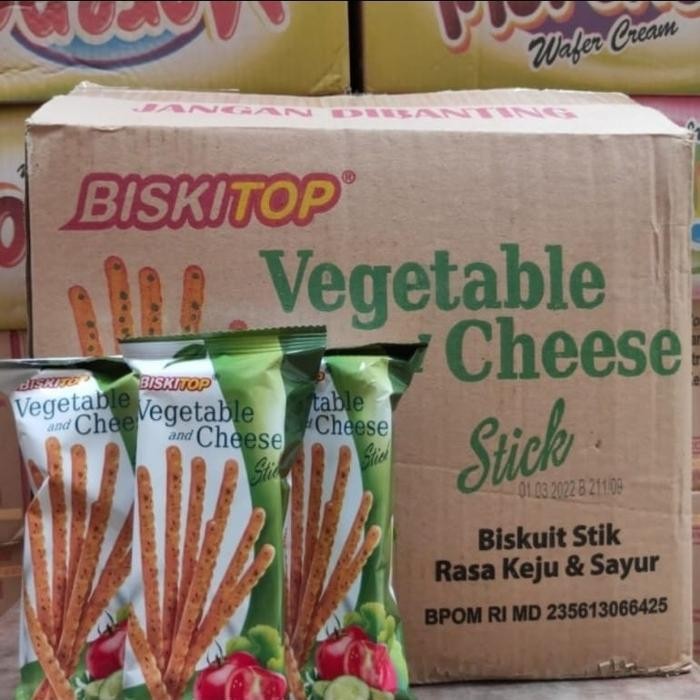 Wafer Cream
JANGAN DIBANTING
BISKITOP®
Vegetable
Cheese
Stick
01 03 2022 B 211/09
Biskuit Stik
Rasa Keju & Sayur
BPOM RI MD 235613066425
BISKITOP
Vegetable
and Chee
BISKITOP
Vegetable
and Cheese
Stick
table
Cheese
Stick